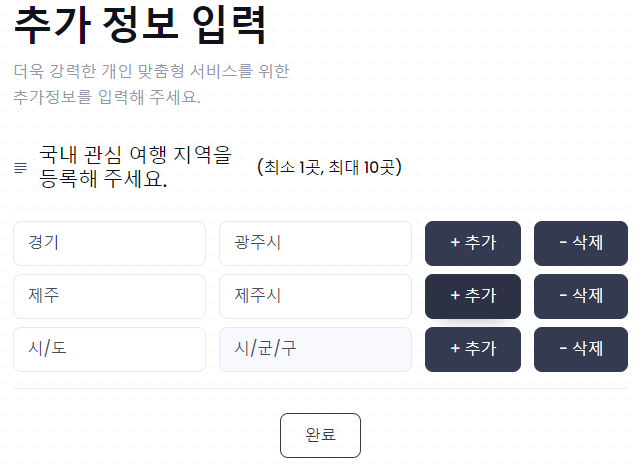 추가 정보 입력
더욱 강력한 개인 맞춤형 서비스를 위한
추가정보를 입력해 주세요.
국내 관심 여행 지역을
등록해 주세요.
(최소 1곳, 최대 10곳)
경기 광주시 + 추가 - 삭제
제주 제주시 + 추가 - 삭제
시/도 시/군/구 + 추가 - 삭제
완료